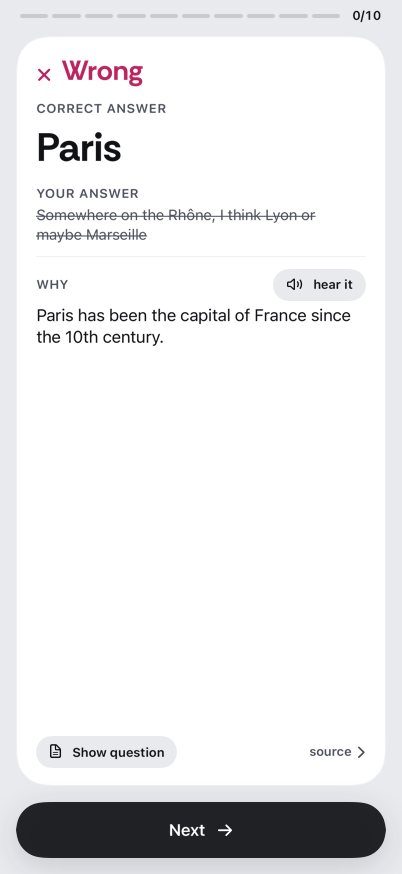 0/10
Wrong
CORRECT ANSWER
Paris
YOUR ANSWER
Somewhere on the Rhône, I think Lyon or
maybe Marseille
WHY
hear it
Paris has been the capital of France since
the 10th century.
Show question
source
Next